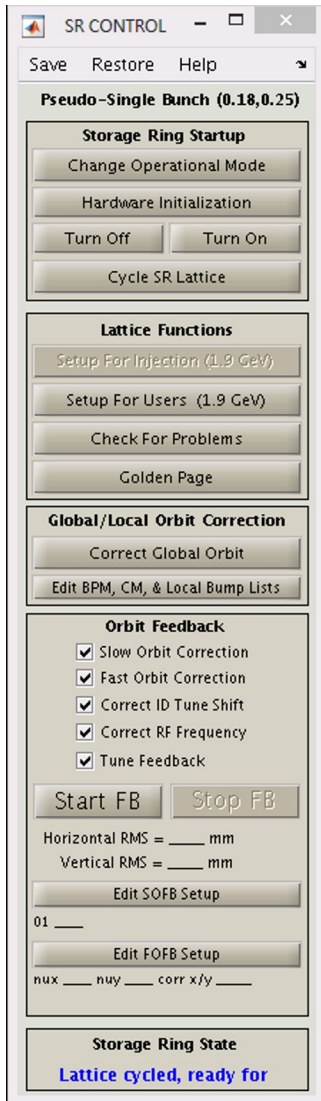 SR CONTROL
Save Restore Help
Pseudo-Single Bunch (0.18,0.25)
Storage Ring Startup
Change Operational Mode
Hardware Initialization
Turn Off Turn On
Cycle SR Lattice
Lattice Functions
Setup For Injection (1.9 GeV)
Setup For Users (1.9 GeV)
Check For Problems
Golden Page
Global/Local Orbit Correction
Correct Global Orbit
Edit BPM, CM, & Local Bump Lists
Orbit Feedback
Slow Orbit Correction
Fast Orbit Correction
Correct ID Tune Shift
Correct RF Frequency
Tune Feedback
Start FB Stop FB
Horizontal RMS = ____ mm
Vertical RMS = ____ mm
Edit SOFB Setup
01 ____
Edit FOFB Setup
nux ____ nuy ____ corr x/y ____
Storage Ring State
Lattice cycled, ready for